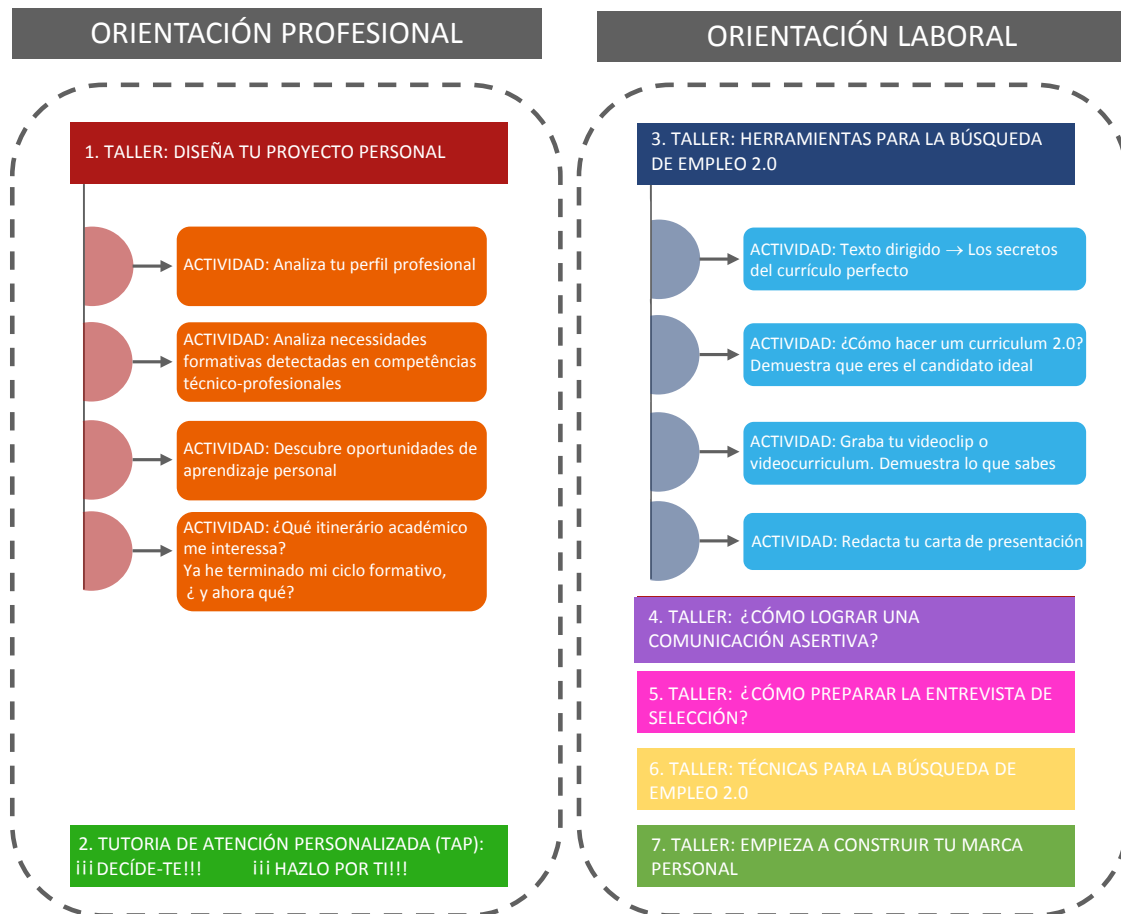 ORIENTACIÓN PROFESIONAL
1. TALLER: DISEÑA TU PROYECTO PERSONAL
ACTIVIDAD: Analiza tu perfil profesional
ACTIVIDAD: Analiza necessidades
formativas detectadas en competências
técnico-profesionales
ACTIVIDAD: Descubre oportunidades de
aprendizaje personal
ACTIVIDAD: ¿Qué itinerário académico
me interessa?
Ya he terminado mi ciclo formativo,
¿ y ahora qué?
2. TUTORIA DE ATENCIÓN PERSONALIZADA (TAP):
¡¡¡DECÍDE-TE!!! ¡¡¡HAZLO POR TI!!!
ORIENTACIÓN LABORAL
3. TALLER: HERRAMIENTAS PARA LA BÚSQUEDA
DE EMPLEO 2.0
ACTIVIDAD: Texto dirigido → Los secretos
del currículo perfecto
ACTIVIDAD: ¿Cómo hacer um curriculum 2.0?
Demuestra que eres el candidato ideal
ACTIVIDAD: Graba tu videoclip o
videocurriculum. Demuestra lo que sabes
ACTIVIDAD: Redacta tu carta de presentación
4. TALLER: ¿CÓMO LOGRAR UNA
COMUNICACIÓN ASERTIVA?
5. TALLER: ¿CÓMO PREPARAR LA ENTREVISTA DE
SELECCIÓN?
6. TALLER: TÉCNICAS PARA LA BÚSQUEDA DE
EMPLEO 2.0
7. TALLER: EMPIEZA A CONSTRUIR TU MARCA
PERSONAL